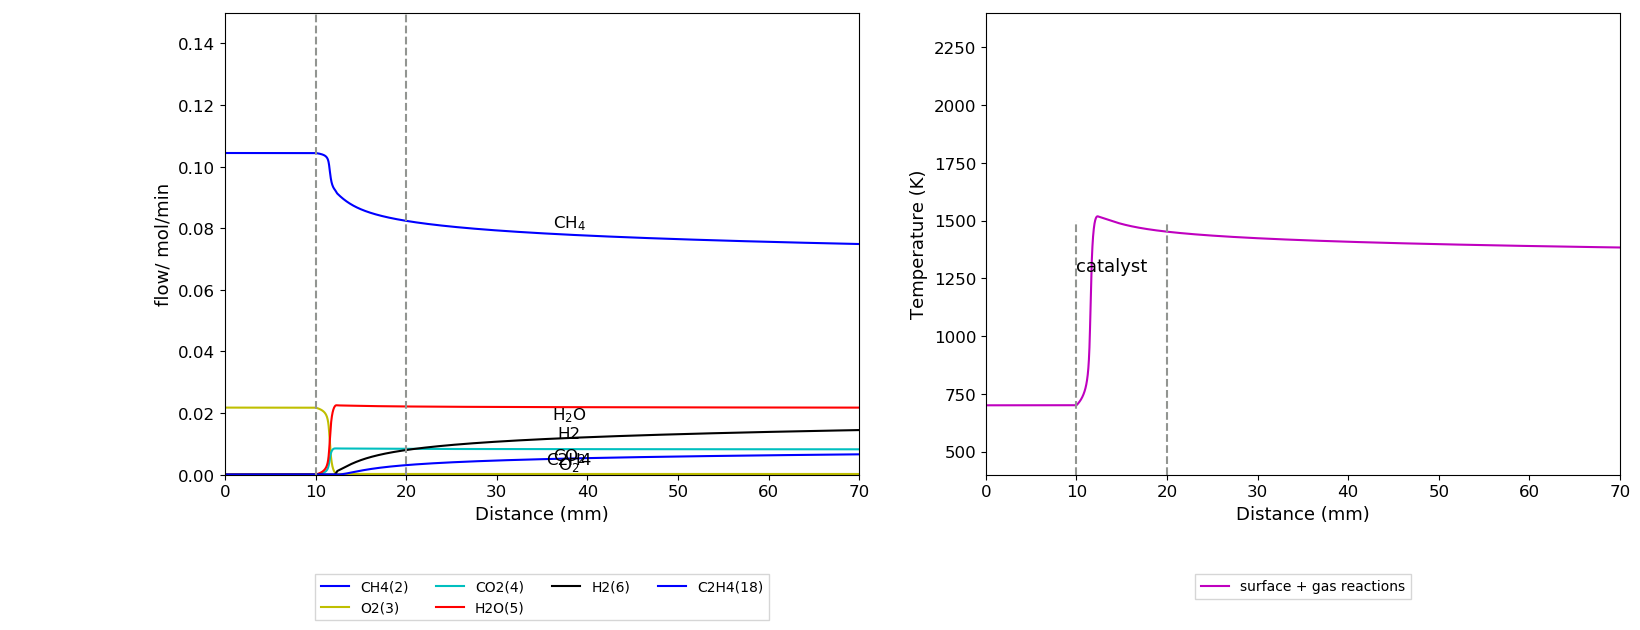 0.14
0.12
0.10
0.08
0.06
0.04
0.02
0.00
flow/ mol/min
CH₄
H₂O
H2
C2H4
O₂
0 10 20 30 40 50 60 70
Distance (mm)
CH4(2) CO2(4) H2(6) C2H4(18)
O2(3) H2O(5)
2250
2000
1750
1500
1250
1000
750
500
Temperature (K)
catalyst
0 10 20 30 40 50 60 70
Distance (mm)
surface + gas reactions